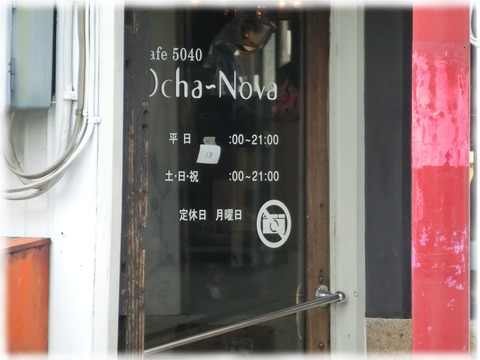 afe 5040
Ocha-Nova
平日 :00~21:00
13
土·日·祝 :00~21:00
定休日 月曜日